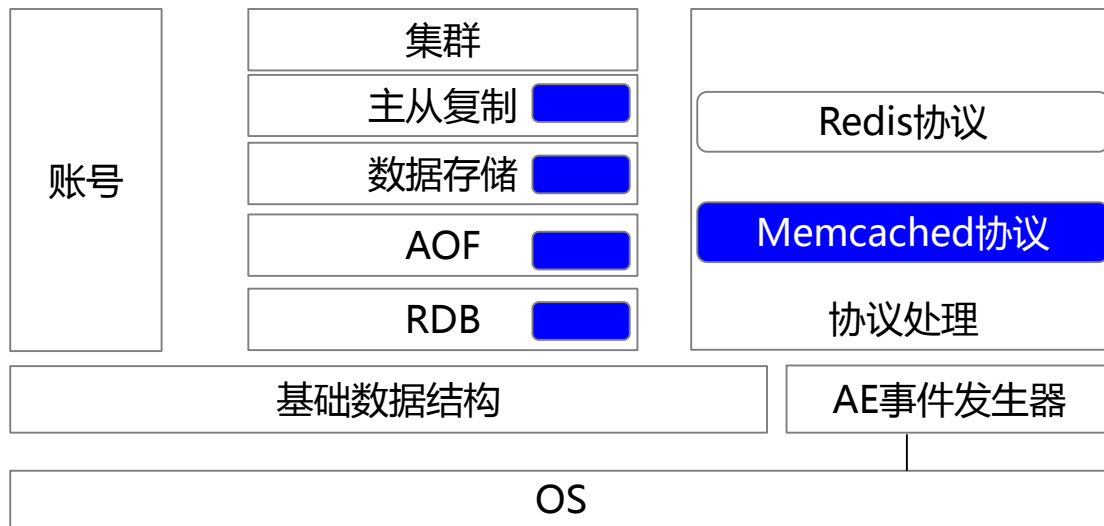 账号
集群
主从复制
数据存储
AOF
RDB
Redis协议
Memcached协议
协议处理
基础数据结构
AE事件发生器
OS